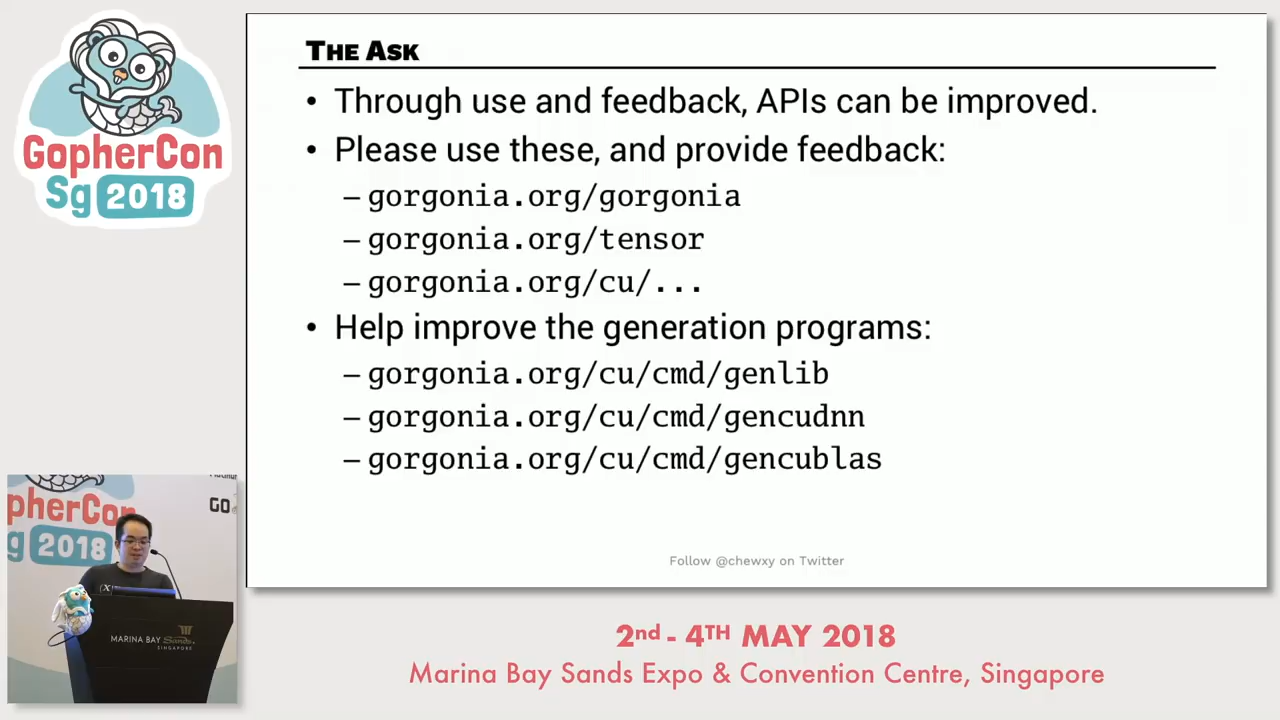 GopherCon
Sg 2018
THE ASK
• Through use and feedback, APIs can be improved.
• Please use these, and provide feedback:
– gorgonia.org/gorgonia
– gorgonia.org/tensor
– gorgonia.org/cu/...
• Help improve the generation programs:
– gorgonia.org/cu/cmd/genlib
– gorgonia.org/cu/cmd/gencudnn
– gorgonia.org/cu/cmd/gencublas
Follow @chewxy on Twitter
GO
pherCon
g 2018
MARINA BAY Sands
SINGAPORE
2nd - 4TH MAY 2018
Marina Bay Sands Expo & Convention Centre, Singapore